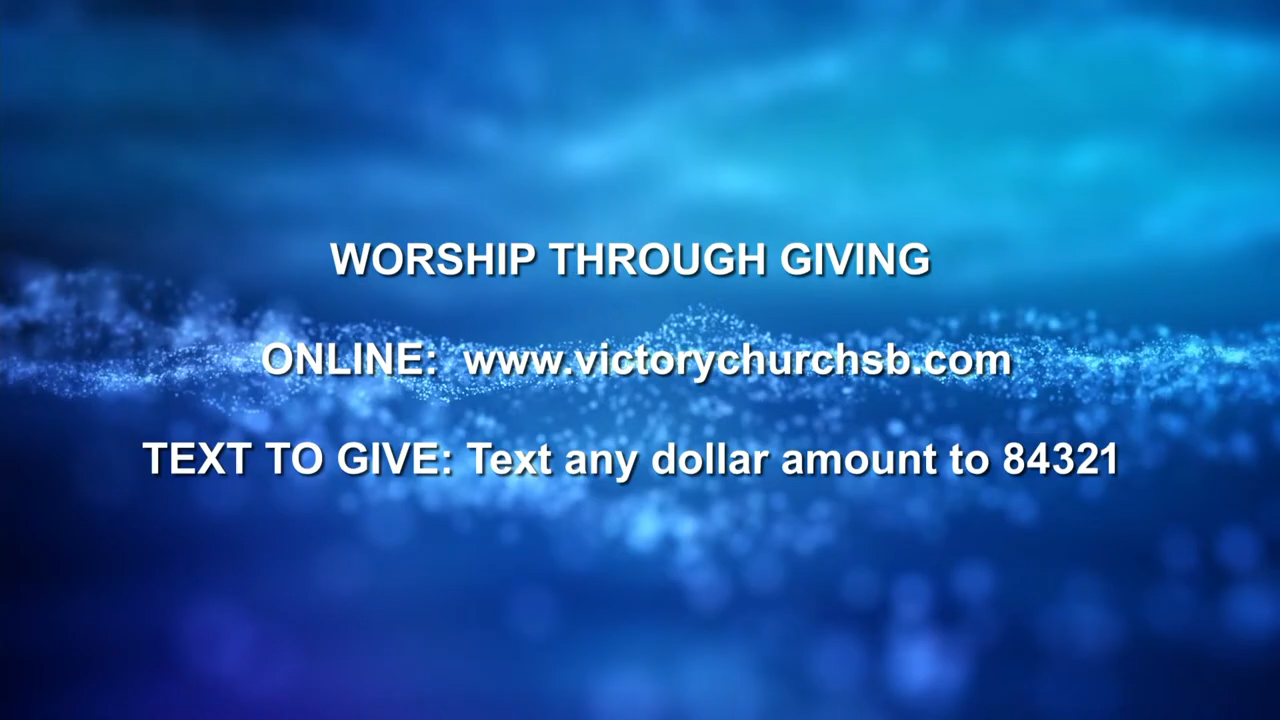 WORSHIP THROUGH GIVING
ONLINE:  www.victorychurchsb.com
TEXT TO GIVE: Text any dollar amount to 84321